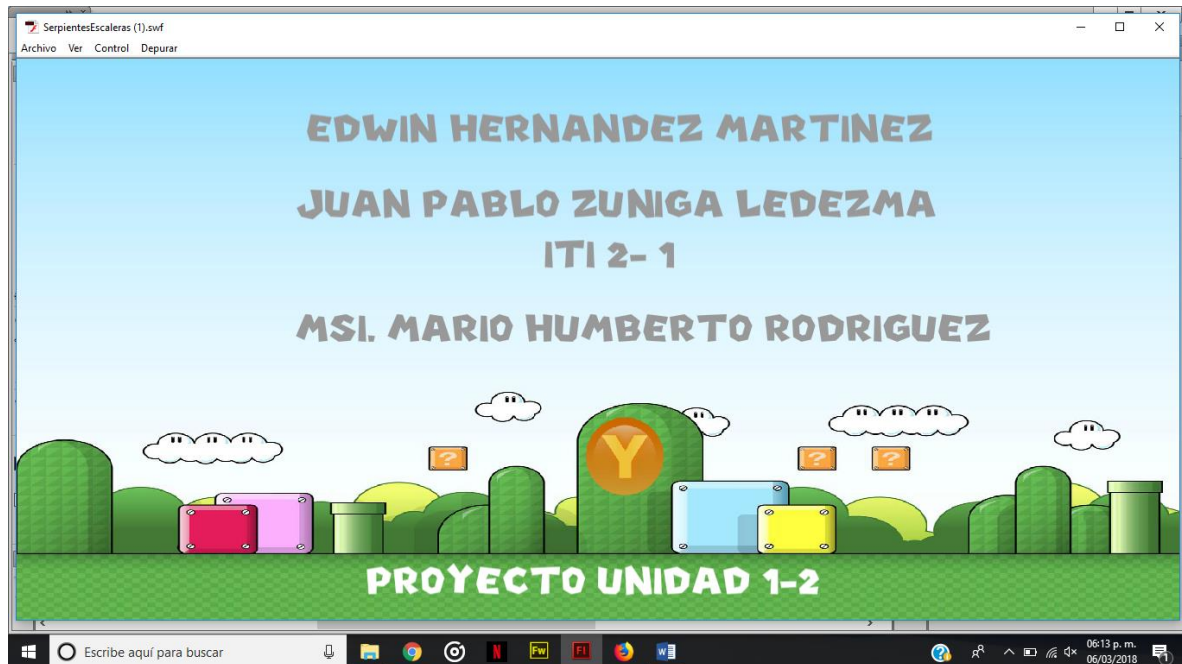 SerpientesEscaleras (1).swf
Archivo Ver Control Depurar
EDWIN HERNANDEZ MARTINEZ
JUAN PABLO ZUNIGA LEDEZMA
ITI 2- 1
MSI. MARIO HUMBERTO RODRIGUEZ
?
Y
? ?
PROYECTO UNIDAD 1-2
Escribe aquí para buscar
N Fw Fl W
06:13 p. m.
06/03/2018